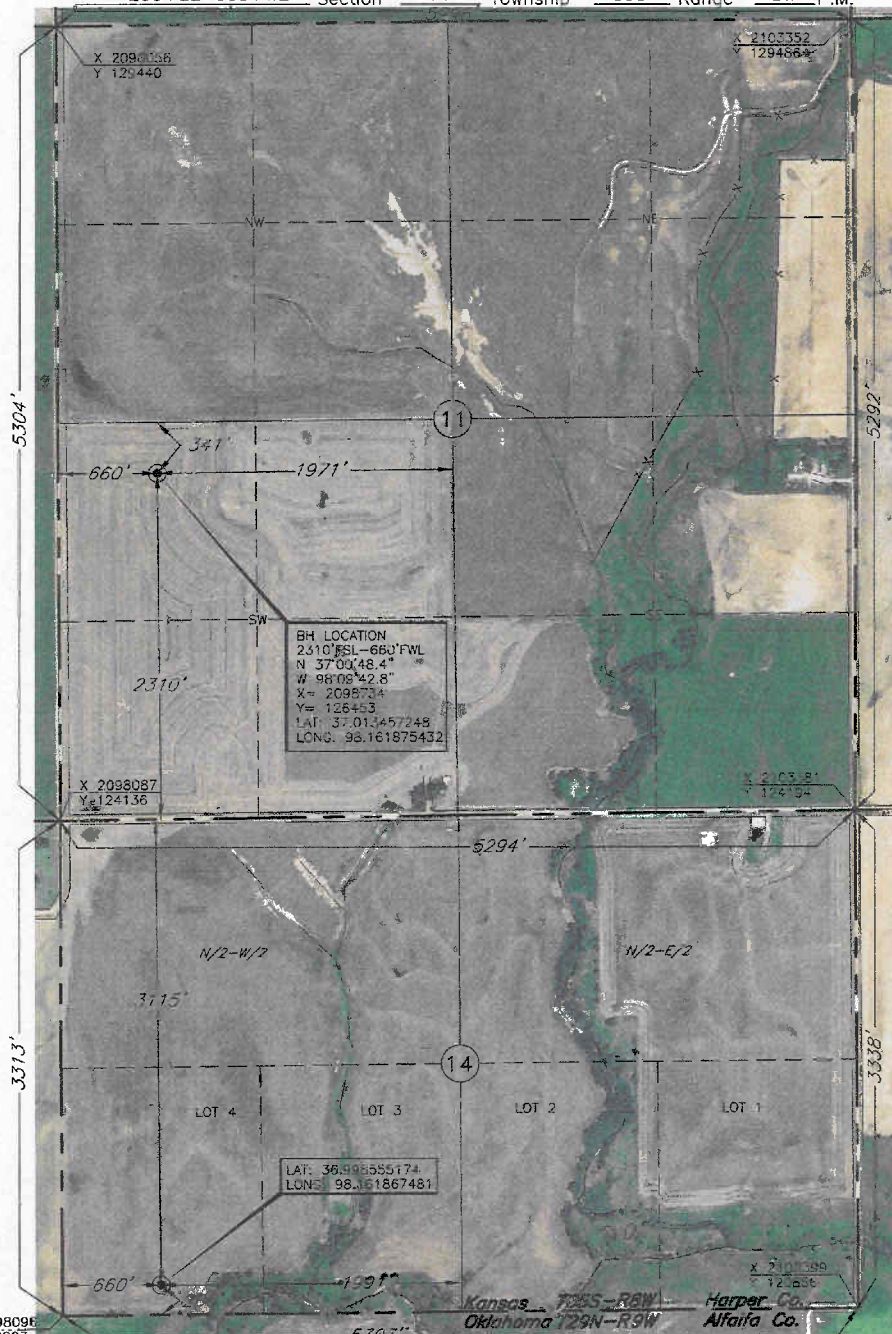 Section Township Range P.M.
X 2103352
Y 129440
NW
NE
5304'
11
5292'
341'
660'
1971'
SW
BH LOCATION
2310'FSL-660'FWL
N 37°00'48.4"
W 98°09'42.8"
X= 2098734
Y= 126453
LAT: 37.013457248
LONG: 98.161875432
2310'
X 2098087
Y 124136
5294'
N/2-W/2
N/2-E/2
3115'
3313'
14
3338'
LOT 4
LOT 3
LOT 2
LOT 1
LAT: 36.998555174
LONG: 98.161867481
660'
1991'
Kansas
Harper Co.
Oklahoma T29N-R9W
Alfalfa Co.